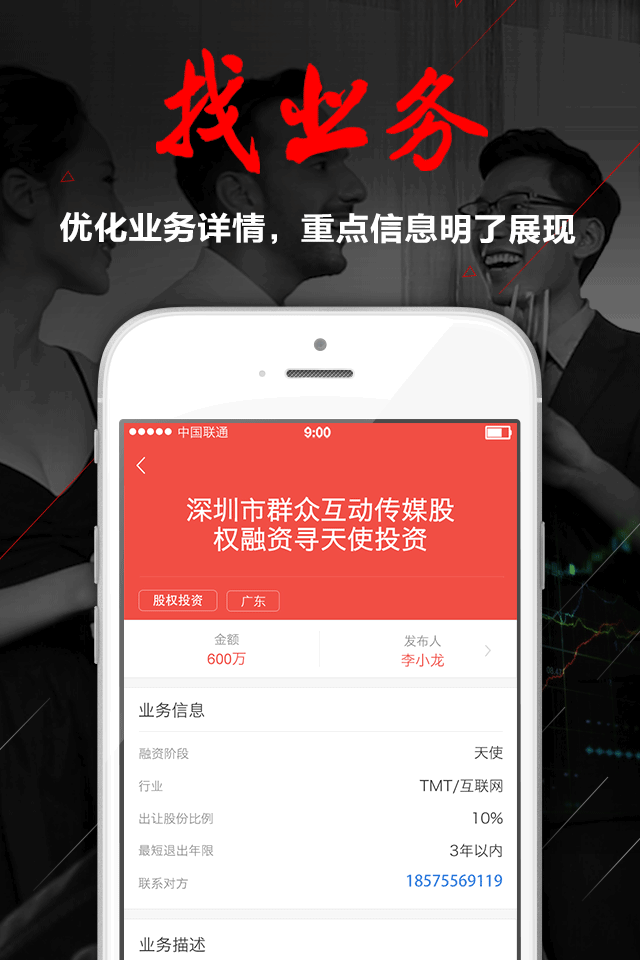 找业务
优化业务详情，重点信息明了展现
中国联通 9:00
深圳市群众互动传媒股
权融资寻天使投资
股权投资 广东
金额 发布人
600万 李小龙
业务信息
融资阶段 天使
行业 TMT/互联网
出让股份比例 10%
最短退出年限 3年以内
联系对方 18575569119
业务描述